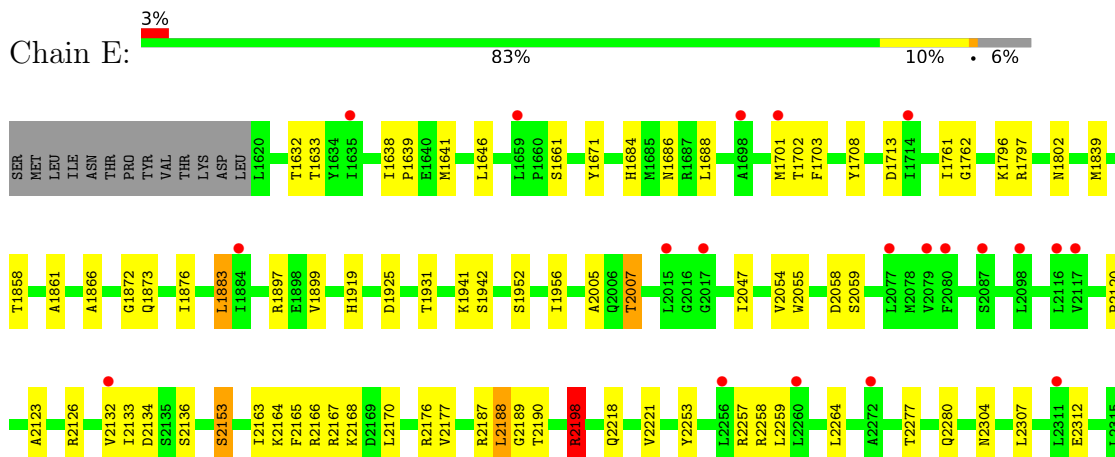 3%
Chain E:
83% 10% • 6%
SER MET LEU ILE ASN THR PRO TYR VAL THR LYS ASP LEU L1620 T1632 T1633 Y1634 I1635 I1638 P1639 E1640 M1641 L1646 L1659 P1660 S1661 Y1671 H1684 M1685 N1686 R1687 L1688 A1698 M1701 T1702 F1703 Y1708 D1713 I1714 I1761 G1762 K1796 R1797 N1802 M1839
T1858 A1861 A1866 G1872 Q1873 I1876 L1883 I1884 R1897 E1898 V1899 H1919 D1925 T1931 K1941 S1942 S1952 I1956 A2005 Q2006 T2007 L2015 G2016 G2017 I2047 V2054 W2055 D2058 S2059 L2077 M2078 V2079 F2080 S2087 L2098 L2116 V2117
A2123 R2126 V2132 I2133 D2134 S2135 S2136 S2153 I2163 K2164 F2165 R2166 R2167 K2168 D2169 L2170 R2176 V2177 R2187 L2188 G2189 T2190 R2198 Q2218 V2221 Y2253 L2256 R2257 R2258 L2259 L2260 L2264 A2272 T2277 Q2280 N2304 L2307 L2311 E2312